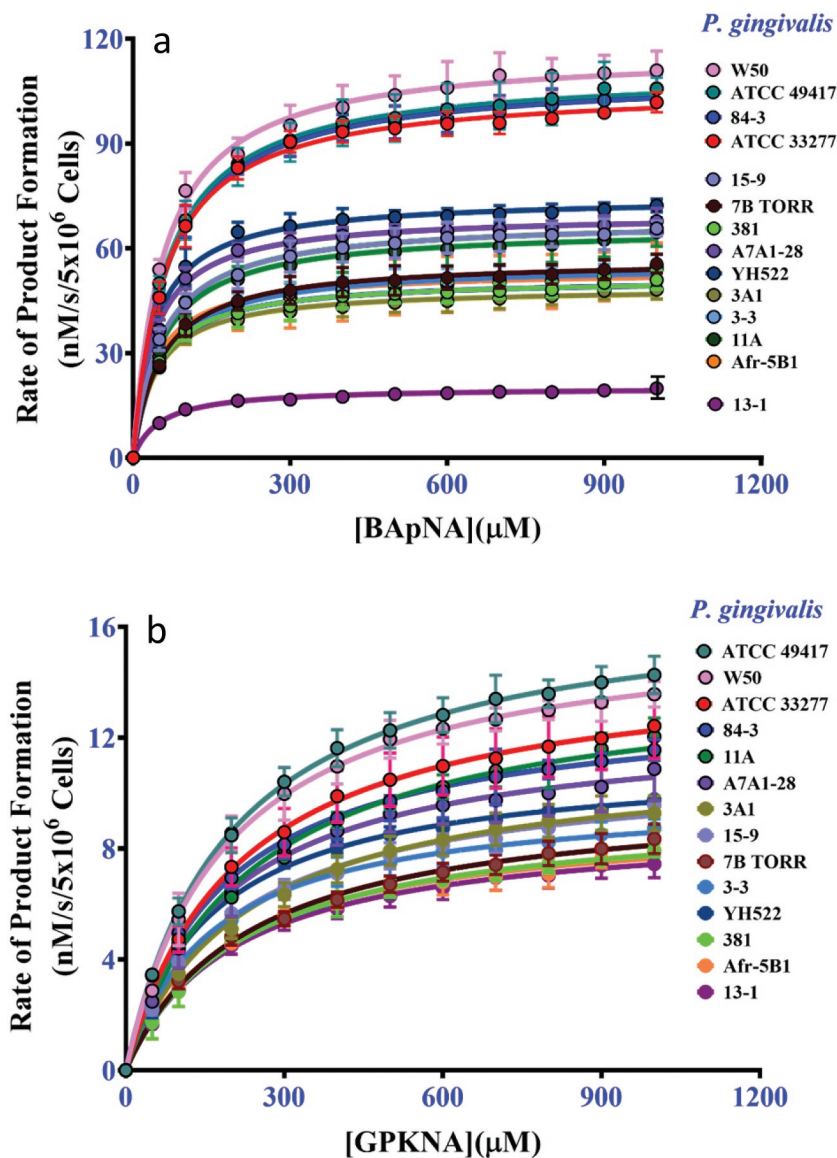 a
P. gingivalis
120
90
60
30
0
0
300
600
900
1200
Rate of Product Formation
(nM/s/5x10⁶ Cells)
[BApNA](µM)
W50
ATCC 49417
84-3
ATCC 33277
15-9
7B TORR
381
A7A1-28
YH522
3A1
3-3
11A
Afr-5B1
13-1
b
P. gingivalis
16
12
8
4
0
0
300
600
900
1200
Rate of Product Formation
(nM/s/5x10⁶ Cells)
[GPKNA](µM)
ATCC 49417
W50
ATCC 33277
84-3
11A
A7A1-28
3A1
15-9
7B TORR
3-3
YH522
381
Afr-5B1
13-1